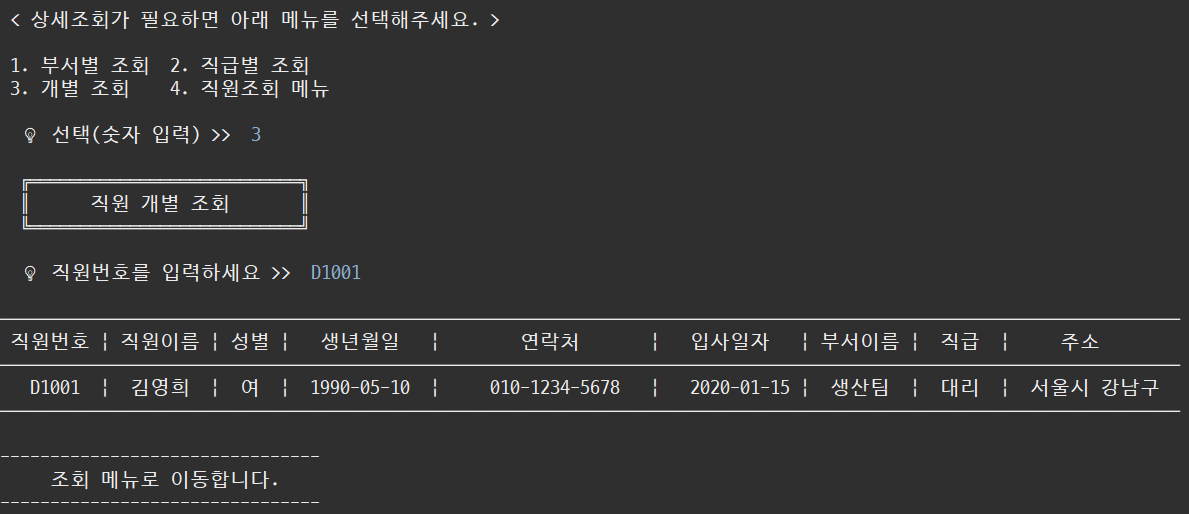 < 상세조회가 필요하면 아래 메뉴를 선택해주세요. >
1. 부서별 조회  2. 직급별 조회
3. 개별 조회    4. 직원조회 메뉴
💡 선택(숫자 입력) >>  3
직원 개별 조회
💡 직원번호를 입력하세요 >>  D1001
직원번호 ¦ 직원이름 ¦ 성별 ¦ 생년월일 ¦ 연락처 ¦ 입사일자 ¦ 부서이름 ¦ 직급 ¦ 주소
D1001 ¦ 김영희 ¦ 여 ¦ 1990-05-10 ¦ 010-1234-5678 ¦ 2020-01-15 ¦ 생산팀 ¦ 대리 ¦ 서울시 강남구
--------------------------------
조회 메뉴로 이동합니다.
--------------------------------